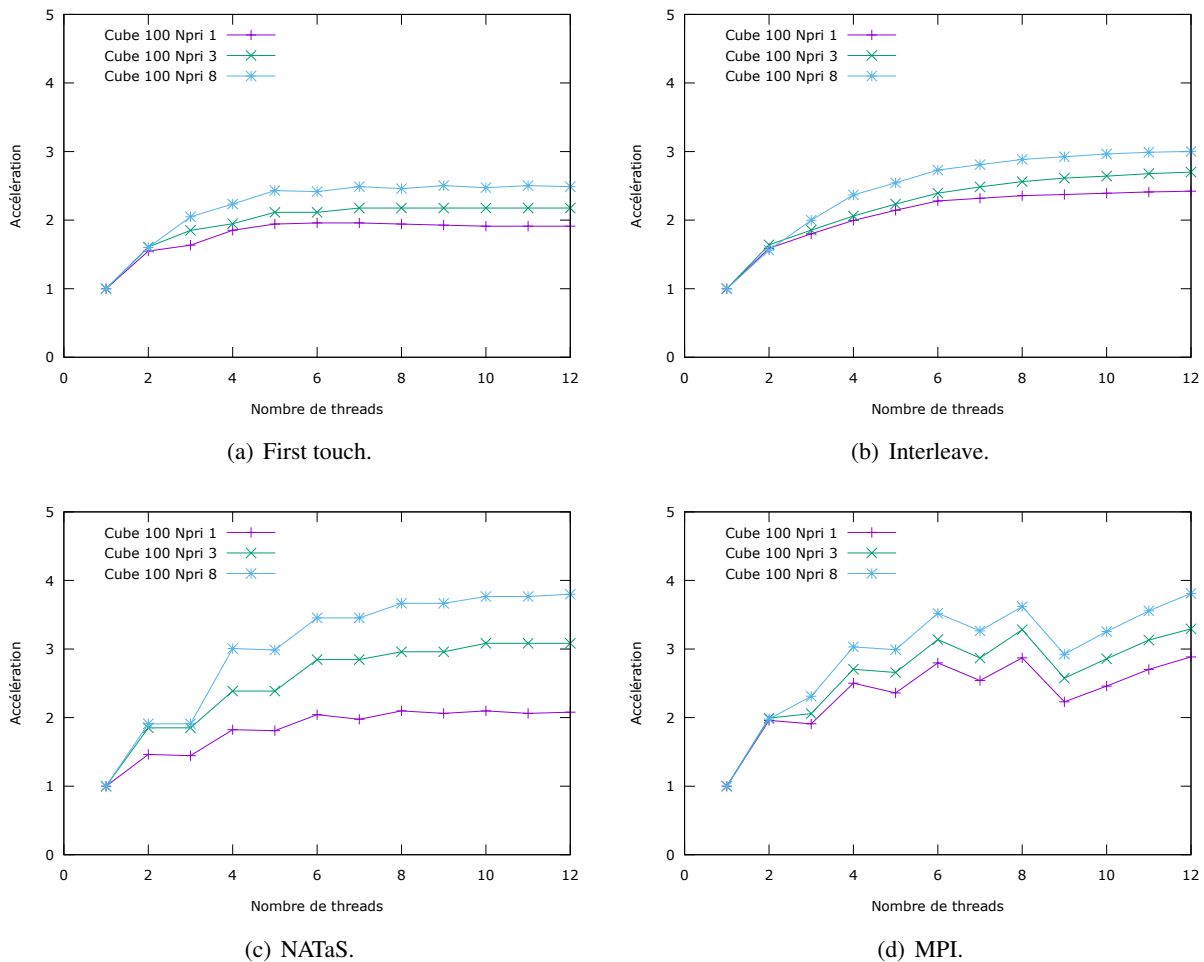 5
4
3
2
1
0
Accélération
Cube 100 Npri 1
Cube 100 Npri 3
Cube 100 Npri 8
0 2 4 6 8 10 12
Nombre de threads
(a) First touch.
5
4
3
2
1
0
Accélération
Cube 100 Npri 1
Cube 100 Npri 3
Cube 100 Npri 8
0 2 4 6 8 10 12
Nombre de threads
(b) Interleave.
5
4
3
2
1
0
Accélération
Cube 100 Npri 1
Cube 100 Npri 3
Cube 100 Npri 8
0 2 4 6 8 10 12
Nombre de threads
(c) NATaS.
5
4
3
2
1
0
Accélération
Cube 100 Npri 1
Cube 100 Npri 3
Cube 100 Npri 8
0 2 4 6 8 10 12
Nombre de threads
(d) MPI.